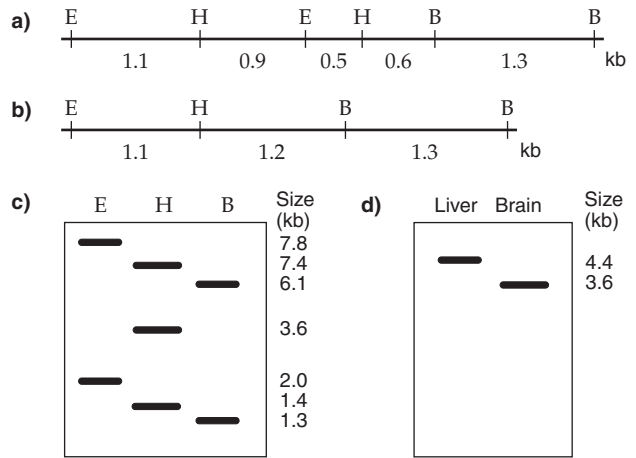 a) E H E H B B
1.1 0.9 0.5 0.6 1.3 kb
b) E H B B
1.1 1.2 1.3 kb
c) E H B Size (kb)
7.8
7.4
6.1
3.6
2.0
1.4
1.3
d) Liver Brain Size (kb)
4.4
3.6